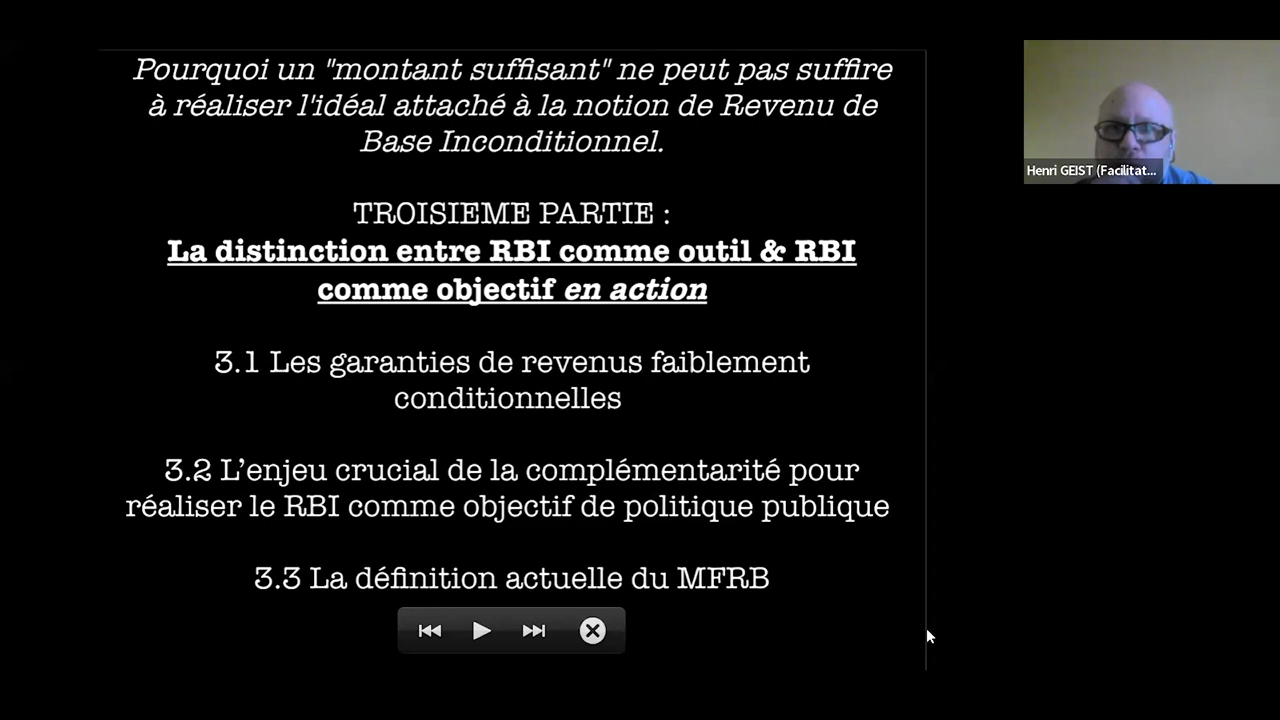 Pourquoi un "montant suffisant" ne peut pas suffire
à réaliser l'idéal attaché à la notion de Revenu de
Base Inconditionnel.
TROISIEME PARTIE :
La distinction entre RBI comme outil & RBI
comme objectif en action
3.1 Les garanties de revenus faiblement
conditionnelles
3.2 L’enjeu crucial de la complémentarité pour
réaliser le RBI comme objectif de politique publique
3.3 La définition actuelle du MFRB
Henri GEIST (Facilitat...